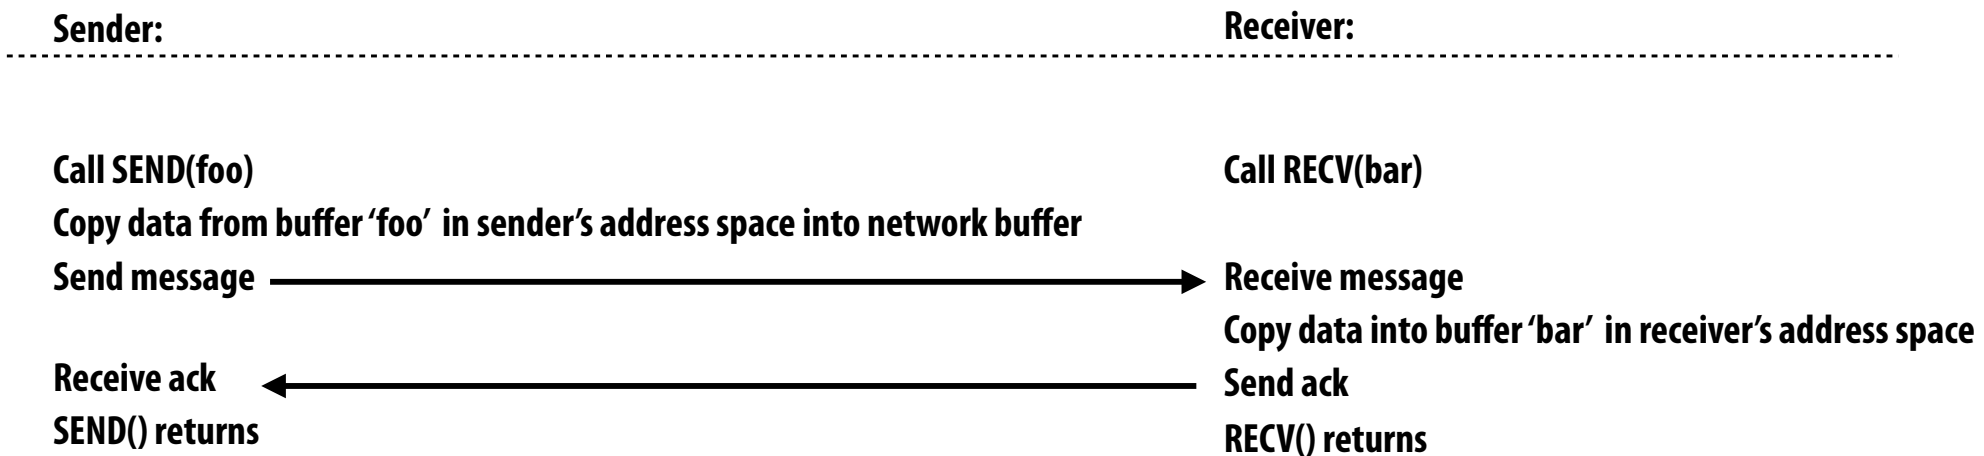 Sender:
Receiver:
Call SEND(foo)
Call RECV(bar)
Copy data from buffer ‘foo’ in sender’s address space into network buffer
Send message
Receive message
Copy data into buffer ‘bar’ in receiver’s address space
Receive ack
Send ack
SEND() returns
RECV() returns